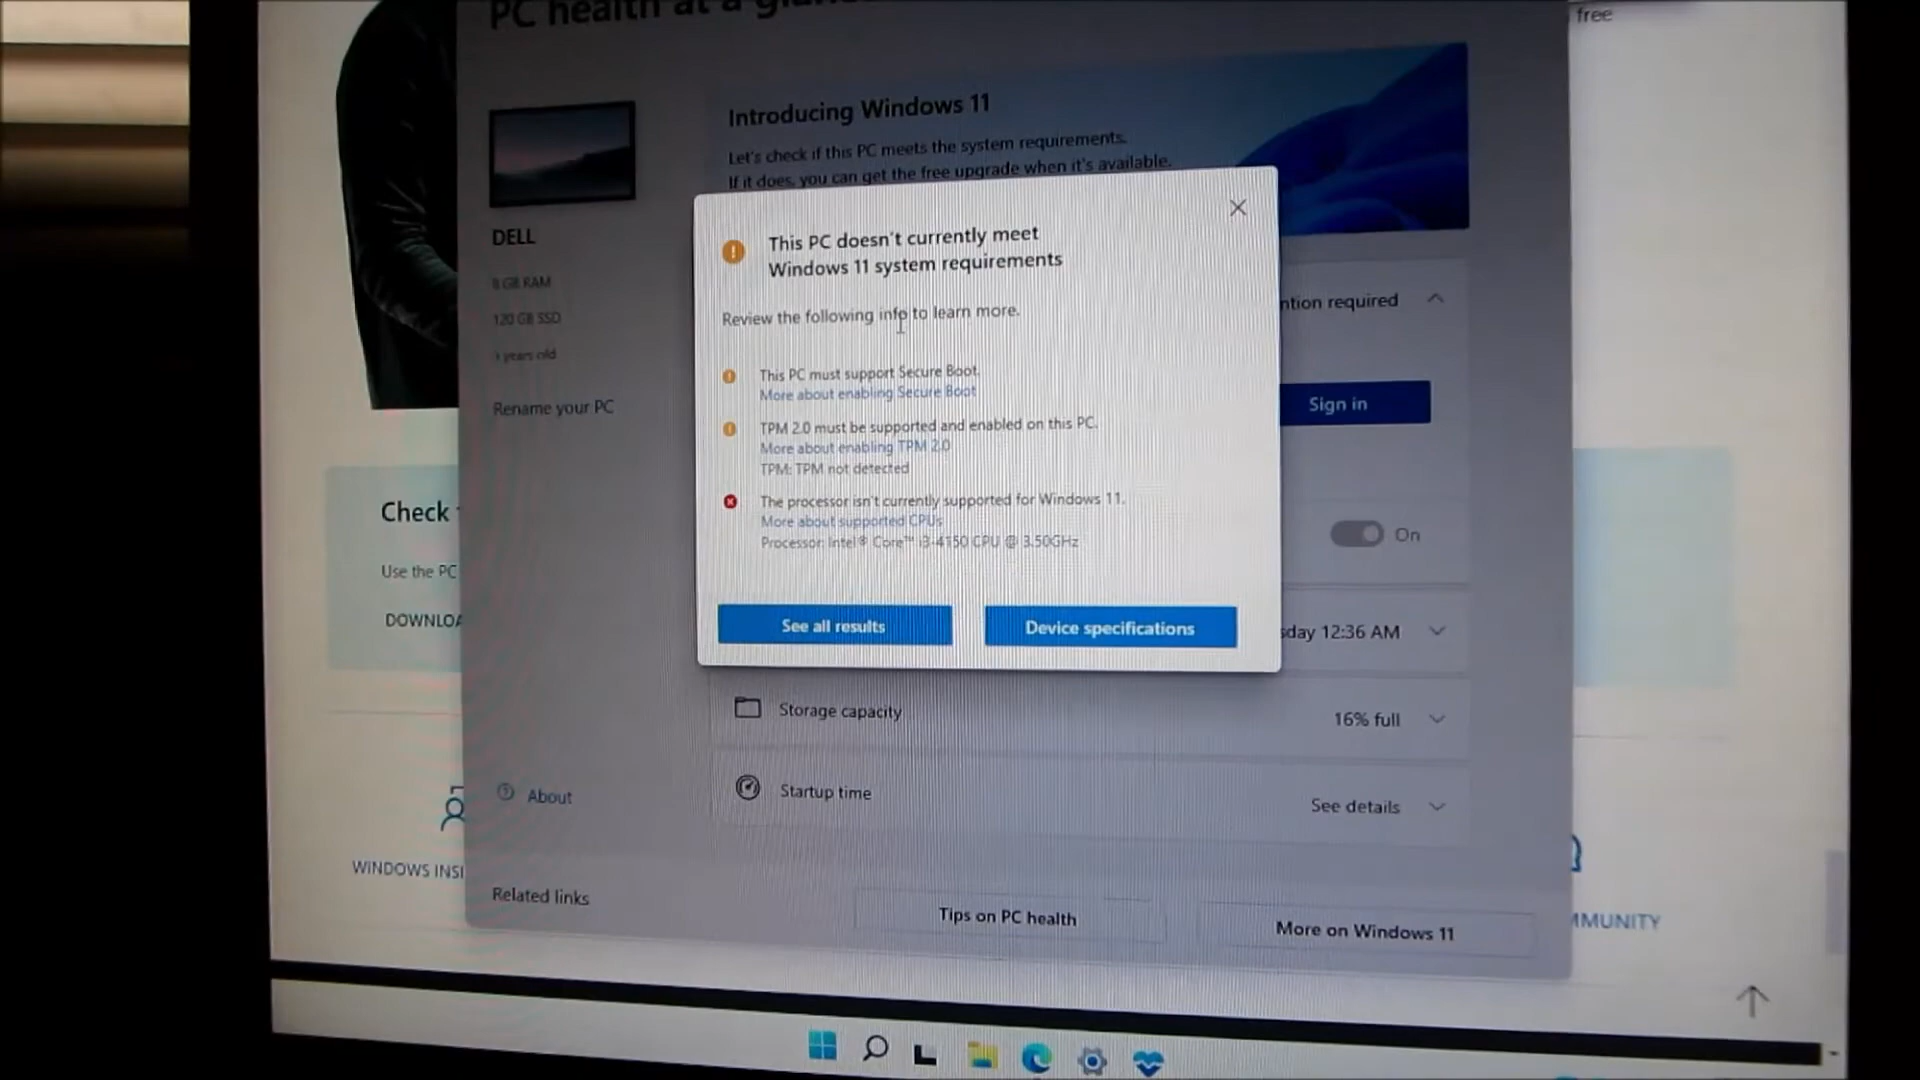 PC health at a
free
Introducing Windows 11
Let's check if this PC meets the system requirements.
If it does, you can get the free upgrade when it's available.
DELL
8 GB RAM
120 GB SSD
years old
Rename your PC
This PC doesn't currently meet
Windows 11 system requirements
Review the following info to learn more.
This PC must support Secure Boot.
More about enabling Secure Boot
TPM 2.0 must be supported and enabled on this PC.
More about enabling TPM 2.0
TPM: TPM not detected
The processor isn't currently supported for Windows 11.
More about supported CPUs
Processor: Intel® Core™ i3-4150 CPU @ 3.50GHz
See all results
Device specifications
ntion required
Sign in
On
sday 12:36 AM
Storage capacity
16% full
Startup time
See details
Check
Use the PC
DOWNLOA
About
WINDOWS INSI
Related links
Tips on PC health
More on Windows 11
MMUNITY